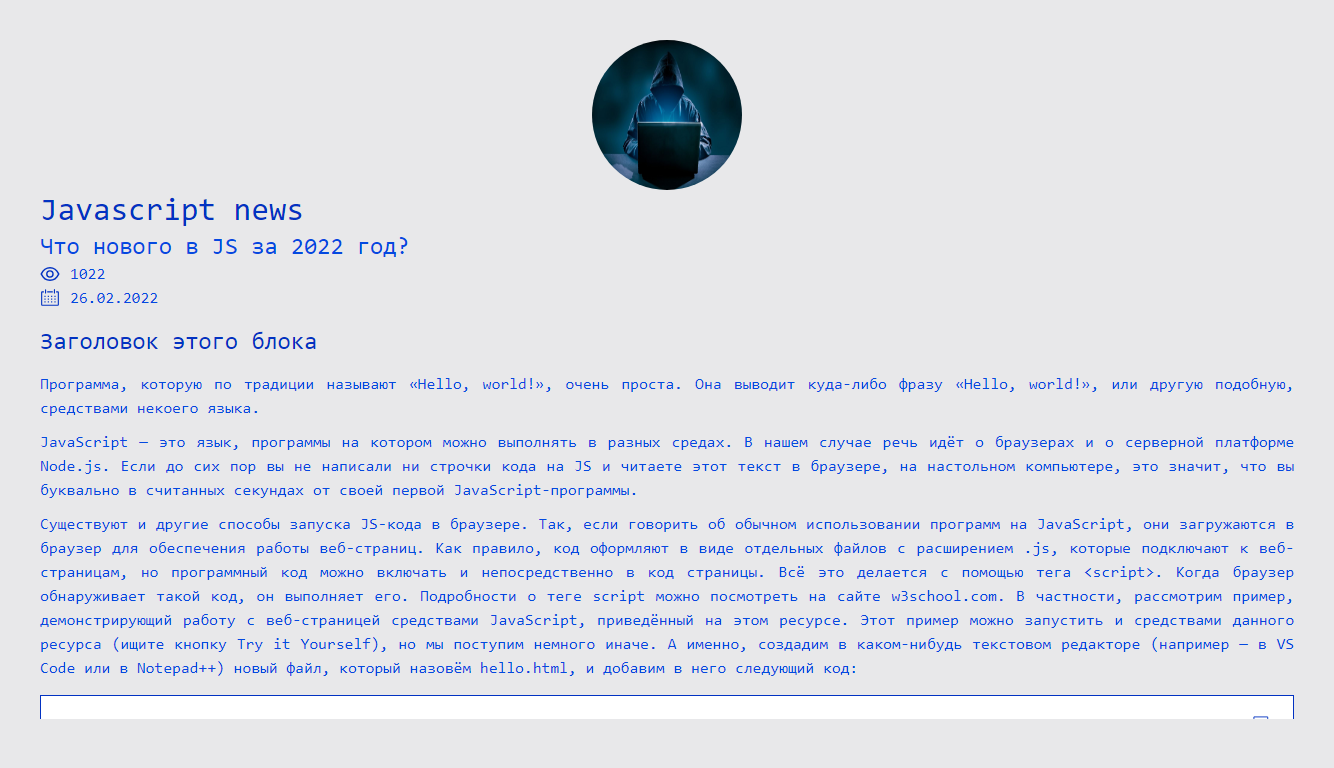 Javascript news
Что нового в JS за 2022 год?
1022
26.02.2022
Заголовок этого блока
Программа, которую по традиции называют «Hello, world!», очень проста. Она выводит куда-либо фразу «Hello, world!», или другую подобную,
средствами некоего языка.
JavaScript — это язык, программы на котором можно выполнять в разных средах. В нашем случае речь идёт о браузерах и о серверной платформе
Node.js. Если до сих пор вы не написали ни строчки кода на JS и читаете этот текст в браузере, на настольном компьютере, это значит, что вы
буквально в считанных секундах от своей первой JavaScript-программы.
Существуют и другие способы запуска JS-кода в браузере. Так, если говорить об обычном использовании программ на JavaScript, они загружаются в
браузер для обеспечения работы веб-страниц. Как правило, код оформляют в виде отдельных файлов с расширением .js, которые подключают к веб-
страницам, но программный код можно включать и непосредственно в код страницы. Всё это делается с помощью тега <script>. Когда браузер
обнаруживает такой код, он выполняет его. Подробности о теге script можно посмотреть на сайте w3school.com. В частности, рассмотрим пример,
демонстрирующий работу с веб-страницей средствами JavaScript, приведённый на этом ресурсе. Этот пример можно запустить и средствами данного
ресурса (ищите кнопку Try it Yourself), но мы поступим немного иначе. А именно, создадим в каком-нибудь текстовом редакторе (например — в VS
Code или в Notepad++) новый файл, который назовём hello.html, и добавим в него следующий код: